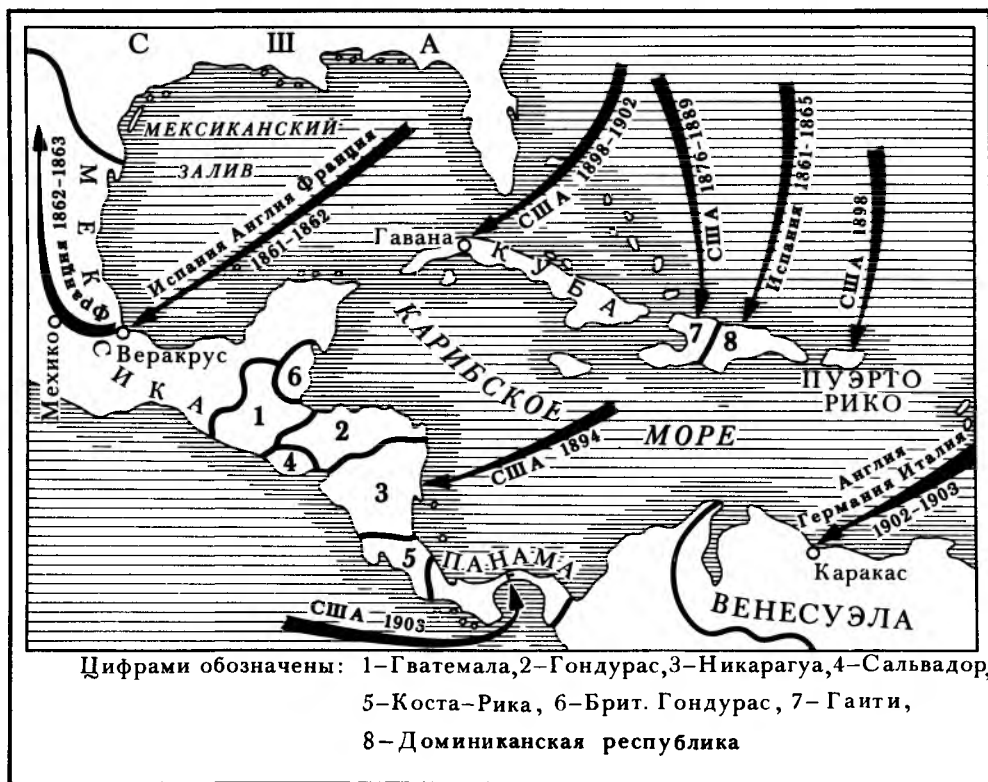 США
МЕКСИКАНСКИЙ
ЗАЛИВ
МЕКСИКА
Франция 1862-1863
Испания Англия Франция
1861-1862
США 1898-1902
США 1876-1889
Испания 1861-1865
США 1898
Гавана
КУБА
Мехико
Веракрус
КАРИБСКОЕ
МОРЕ
7
8
ПУЭРТО
РИКО
6
1
2
4
3
5
США 1894
Англия
Германия Италия
1902-1903
ПАНАМА
Каракас
ВЕНЕСУЭЛА
США 1903
Цифрами обозначены: 1-Гватемала,2-Гондурас,3-Никарагуа,4-Сальвадор,
5-Коста-Рика, 6-Брит. Гондурас, 7-Гаити,
8-Доминиканская республика